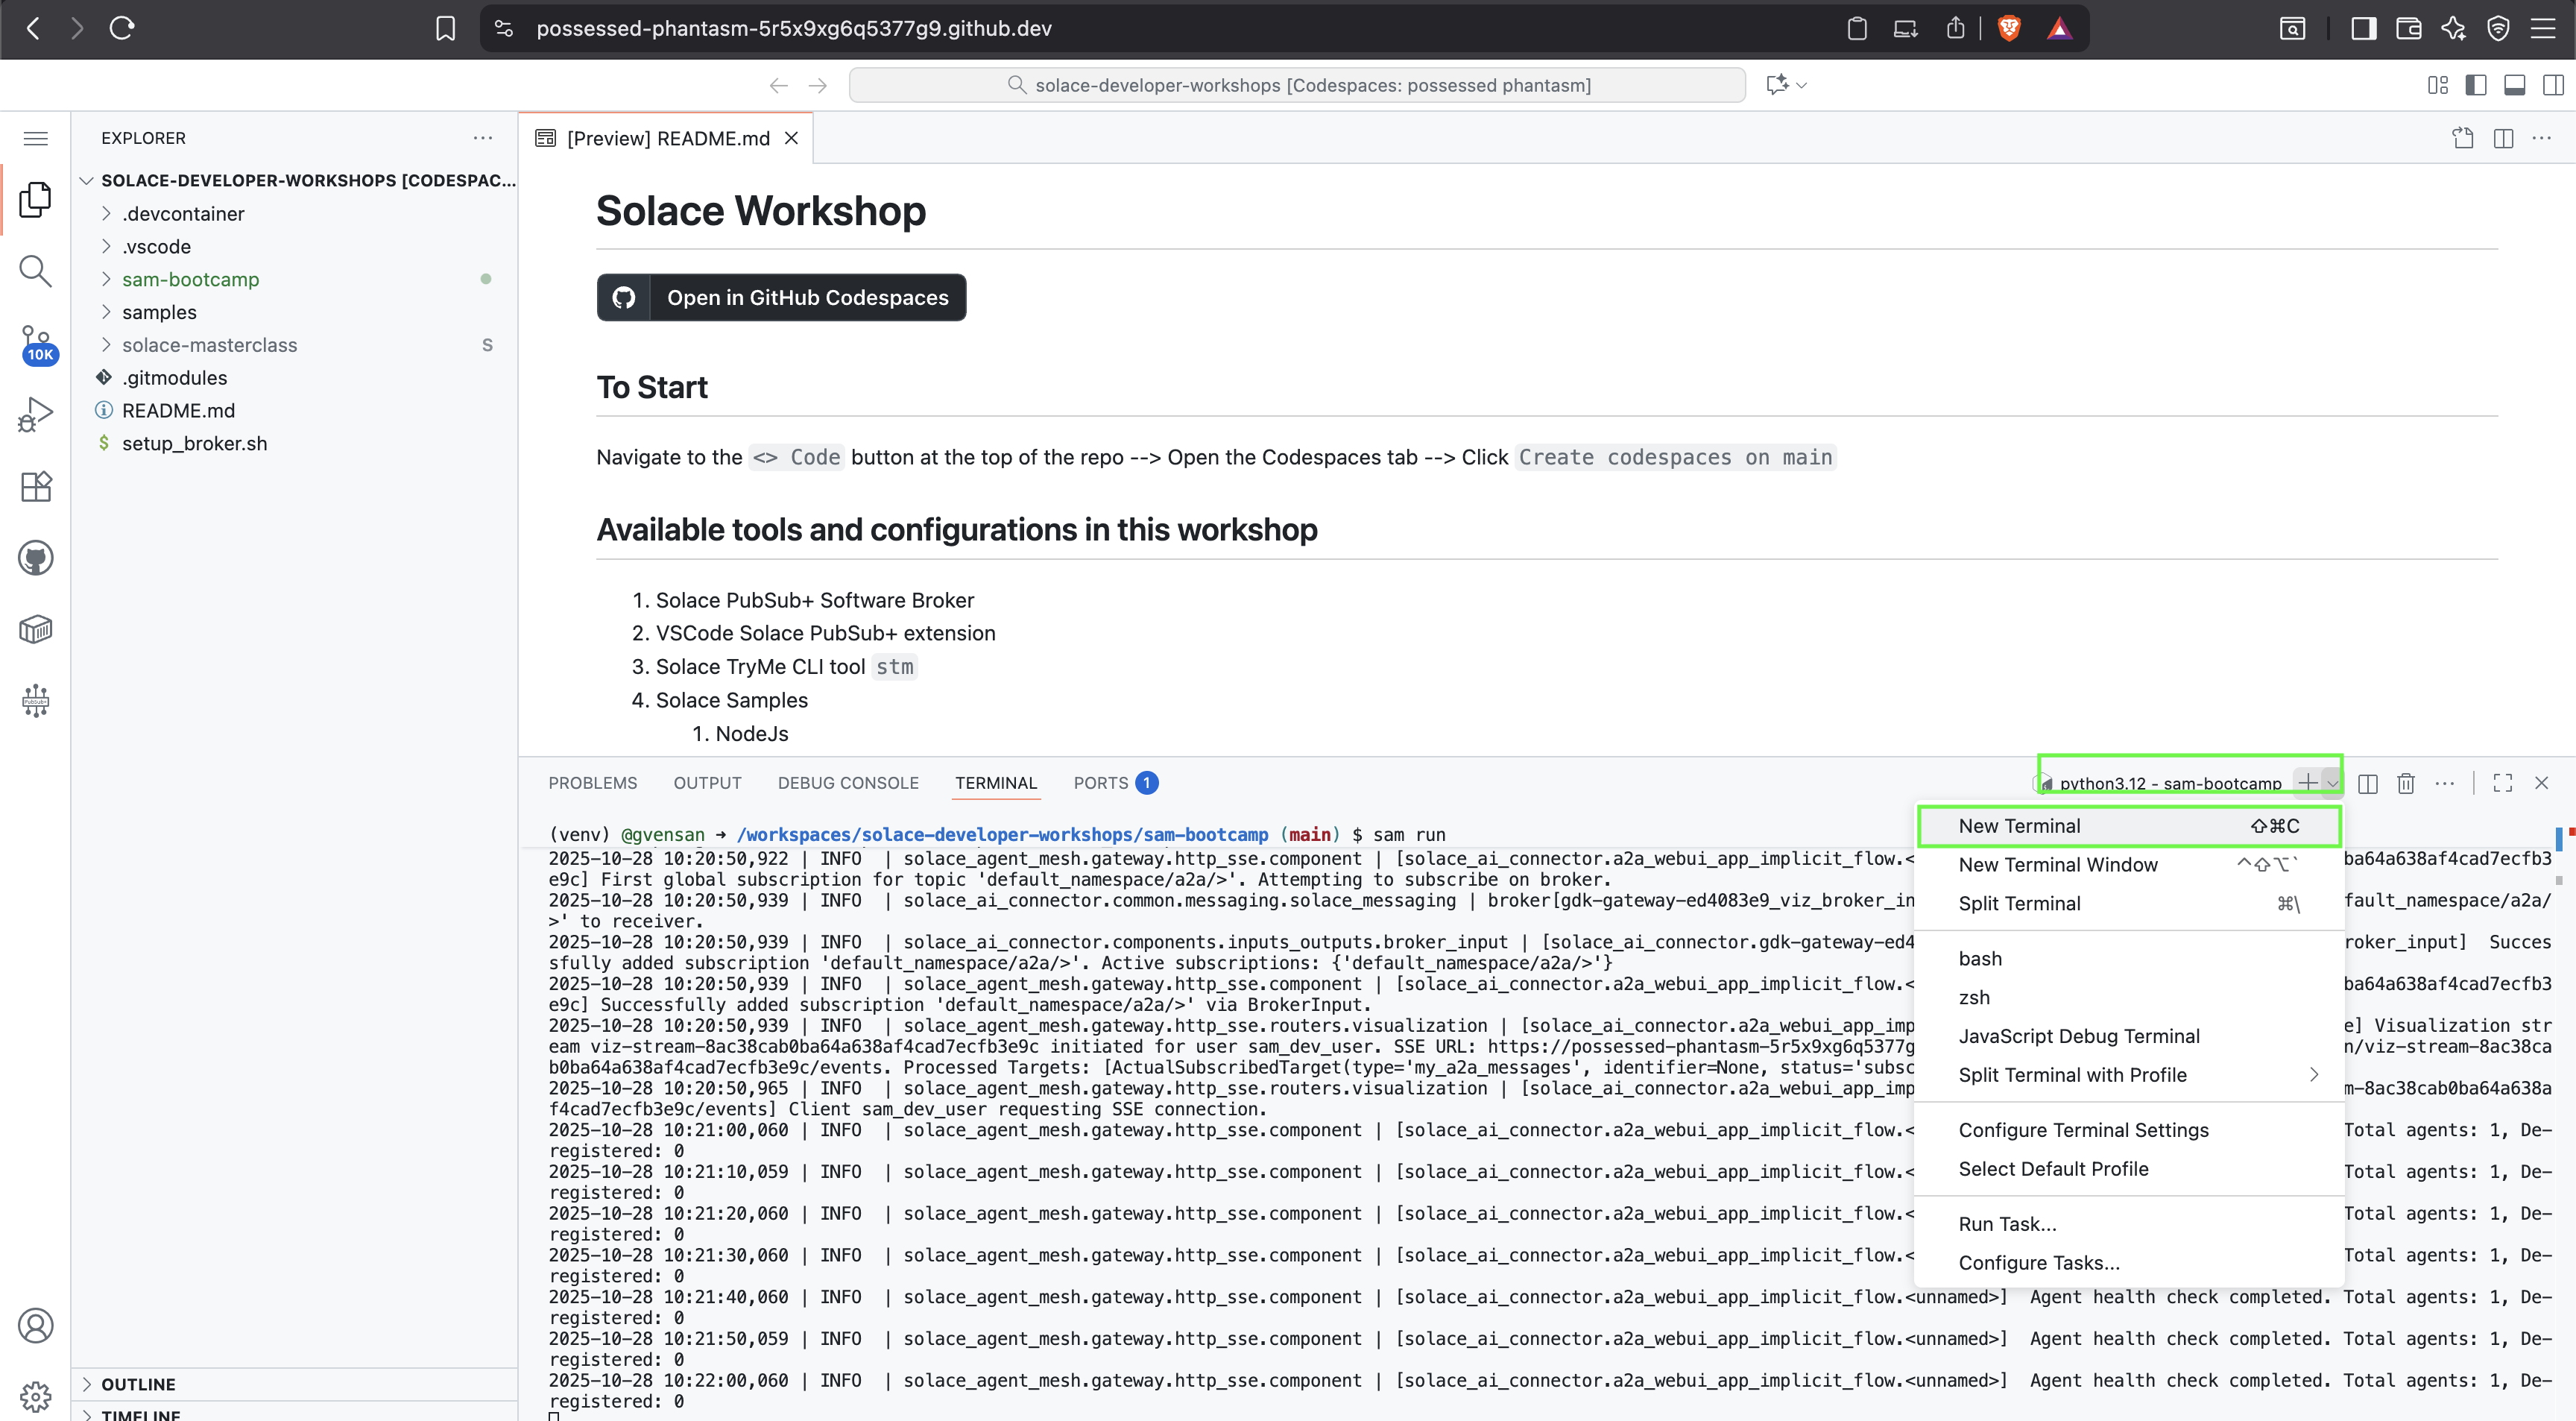 possessed-phantasm-5r5x9xg6q5377g9.github.dev
solace-developer-workshops [Codespaces: possessed phantasm]
EXPLORER
SOLACE-DEVELOPER-WORKSHOPS [CODESPAC...
.devcontainer
.vscode
sam-bootcamp
samples
solace-masterclass S
.gitmodules
README.md
$ setup_broker.sh
10K
PubSub+
OUTLINE
TIMELINE
[Preview] README.md
Solace Workshop
Open in GitHub Codespaces
To Start
Navigate to the <> Code button at the top of the repo --> Open the Codespaces tab --> Click Create codespaces on main
Available tools and configurations in this workshop
1. Solace PubSub+ Software Broker
2. VSCode Solace PubSub+ extension
3. Solace TryMe CLI tool stm
4. Solace Samples
1. NodeJs
PROBLEMS OUTPUT DEBUG CONSOLE TERMINAL PORTS 1
python3.12 - sam-bootcamp
(venv) @gvensan → /workspaces/solace-developer-workshops/sam-bootcamp (main) $ sam run
2025-10-28 10:20:50,922 | INFO | solace_agent_mesh.gateway.http_sse.component | [solace_ai_connector.a2a_webui_app_implicit_flow.< ba64a638af4cad7ecfb3
e9c] First global subscription for topic 'default_namespace/a2a/>'. Attempting to subscribe on broker.
2025-10-28 10:20:50,939 | INFO | solace_ai_connector.common.messaging.solace_messaging | broker[gdk-gateway-ed4083e9_viz_broker_in fault_namespace/a2a/
>' to receiver.
2025-10-28 10:20:50,939 | INFO | solace_ai_connector.components.inputs_outputs.broker_input | [solace_ai_connector.gdk-gateway-ed4 roker_input] Succes
sfully added subscription 'default_namespace/a2a/>'. Active subscriptions: {'default_namespace/a2a/>'}
2025-10-28 10:20:50,939 | INFO | solace_agent_mesh.gateway.http_sse.component | [solace_ai_connector.a2a_webui_app_implicit_flow.< ba64a638af4cad7ecfb3
e9c] Successfully added subscription 'default_namespace/a2a/>' via BrokerInput.
2025-10-28 10:20:50,939 | INFO | solace_agent_mesh.gateway.http_sse.routers.visualization | [solace_ai_connector.a2a_webui_app_imp e] Visualization str
eam viz-stream-8ac38cab0ba64a638af4cad7ecfb3e9c initiated for user sam_dev_user. SSE URL: https://possessed-phantasm-5r5x9xg6q5377g n/viz-stream-8ac38ca
b0ba64a638af4cad7ecfb3e9c/events. Processed Targets: [ActualSubscribedTarget(type='my_a2a_messages', identifier=None, status='subsc
2025-10-28 10:20:50,965 | INFO | solace_agent_mesh.gateway.http_sse.routers.visualization | [solace_ai_connector.a2a_webui_app_imp m-8ac38cab0ba64a638a
f4cad7ecfb3e9c/events] Client sam_dev_user requesting SSE connection.
2025-10-28 10:21:00,060 | INFO | solace_agent_mesh.gateway.http_sse.component | [solace_ai_connector.a2a_webui_app_implicit_flow.< Total agents: 1, De-
registered: 0
2025-10-28 10:21:10,059 | INFO | solace_agent_mesh.gateway.http_sse.component | [solace_ai_connector.a2a_webui_app_implicit_flow.< Total agents: 1, De-
registered: 0
2025-10-28 10:21:20,060 | INFO | solace_agent_mesh.gateway.http_sse.component | [solace_ai_connector.a2a_webui_app_implicit_flow.< Total agents: 1, De-
registered: 0
2025-10-28 10:21:30,060 | INFO | solace_agent_mesh.gateway.http_sse.component | [solace_ai_connector.a2a_webui_app_implicit_flow.< Total agents: 1, De-
registered: 0
2025-10-28 10:21:40,060 | INFO | solace_agent_mesh.gateway.http_sse.component | [solace_ai_connector.a2a_webui_app_implicit_flow.<unnamed>] Agent health check completed. Total agents: 1, De-
registered: 0
2025-10-28 10:21:50,059 | INFO | solace_agent_mesh.gateway.http_sse.component | [solace_ai_connector.a2a_webui_app_implicit_flow.<unnamed>] Agent health check completed. Total agents: 1, De-
registered: 0
2025-10-28 10:22:00,060 | INFO | solace_agent_mesh.gateway.http_sse.component | [solace_ai_connector.a2a_webui_app_implicit_flow.<unnamed>] Agent health check completed. Total agents: 1, De-
registered: 0
New Terminal ⇧⌘C
New Terminal Window ^⇧⌥`
Split Terminal ⌘\
bash
zsh
JavaScript Debug Terminal
Split Terminal with Profile
Configure Terminal Settings
Select Default Profile
Run Task...
Configure Tasks...